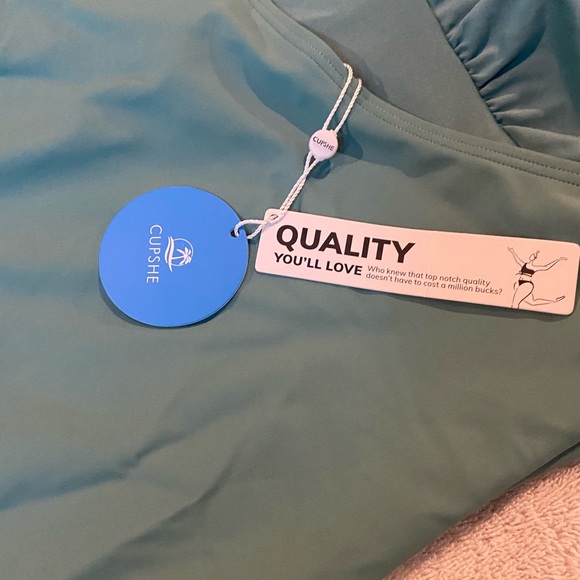 CUPSHE
CUPSHE
QUALITY
YOU'LL LOVE
Who knew that top notch quality
doesn't have to cost a million bucks?